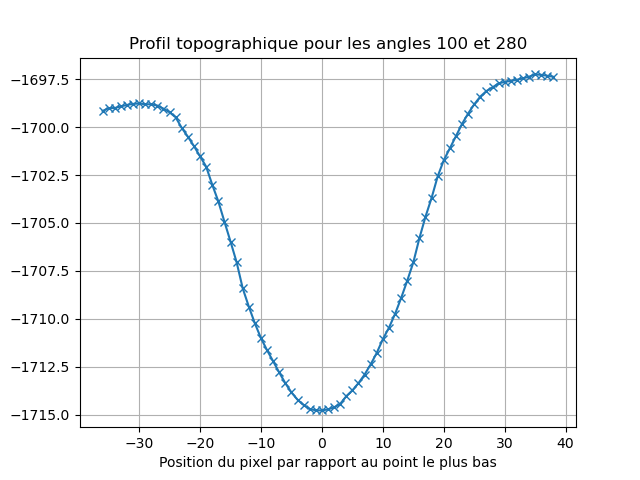 Profil topographique pour les angles 100 et 280
−1697.5
−1700.0
−1702.5
−1705.0
−1707.5
−1710.0
−1712.5
−1715.0
−30 −20 −10 0 10 20 30 40
Position du pixel par rapport au point le plus bas